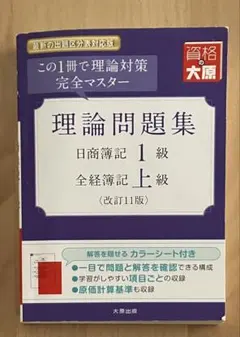 最新の出題区分表対応版
資格の大原
この1冊で理論対策
完全マスター
理論問題集
日商簿記 1 級
全経簿記 上 級
〈改訂11版〉
解答を隠せる カラーシート付き
●一目で問題と解答を確認できる構成
●学習がしやすい項目ごとの収録
●原価計算基準も収録
大原出版